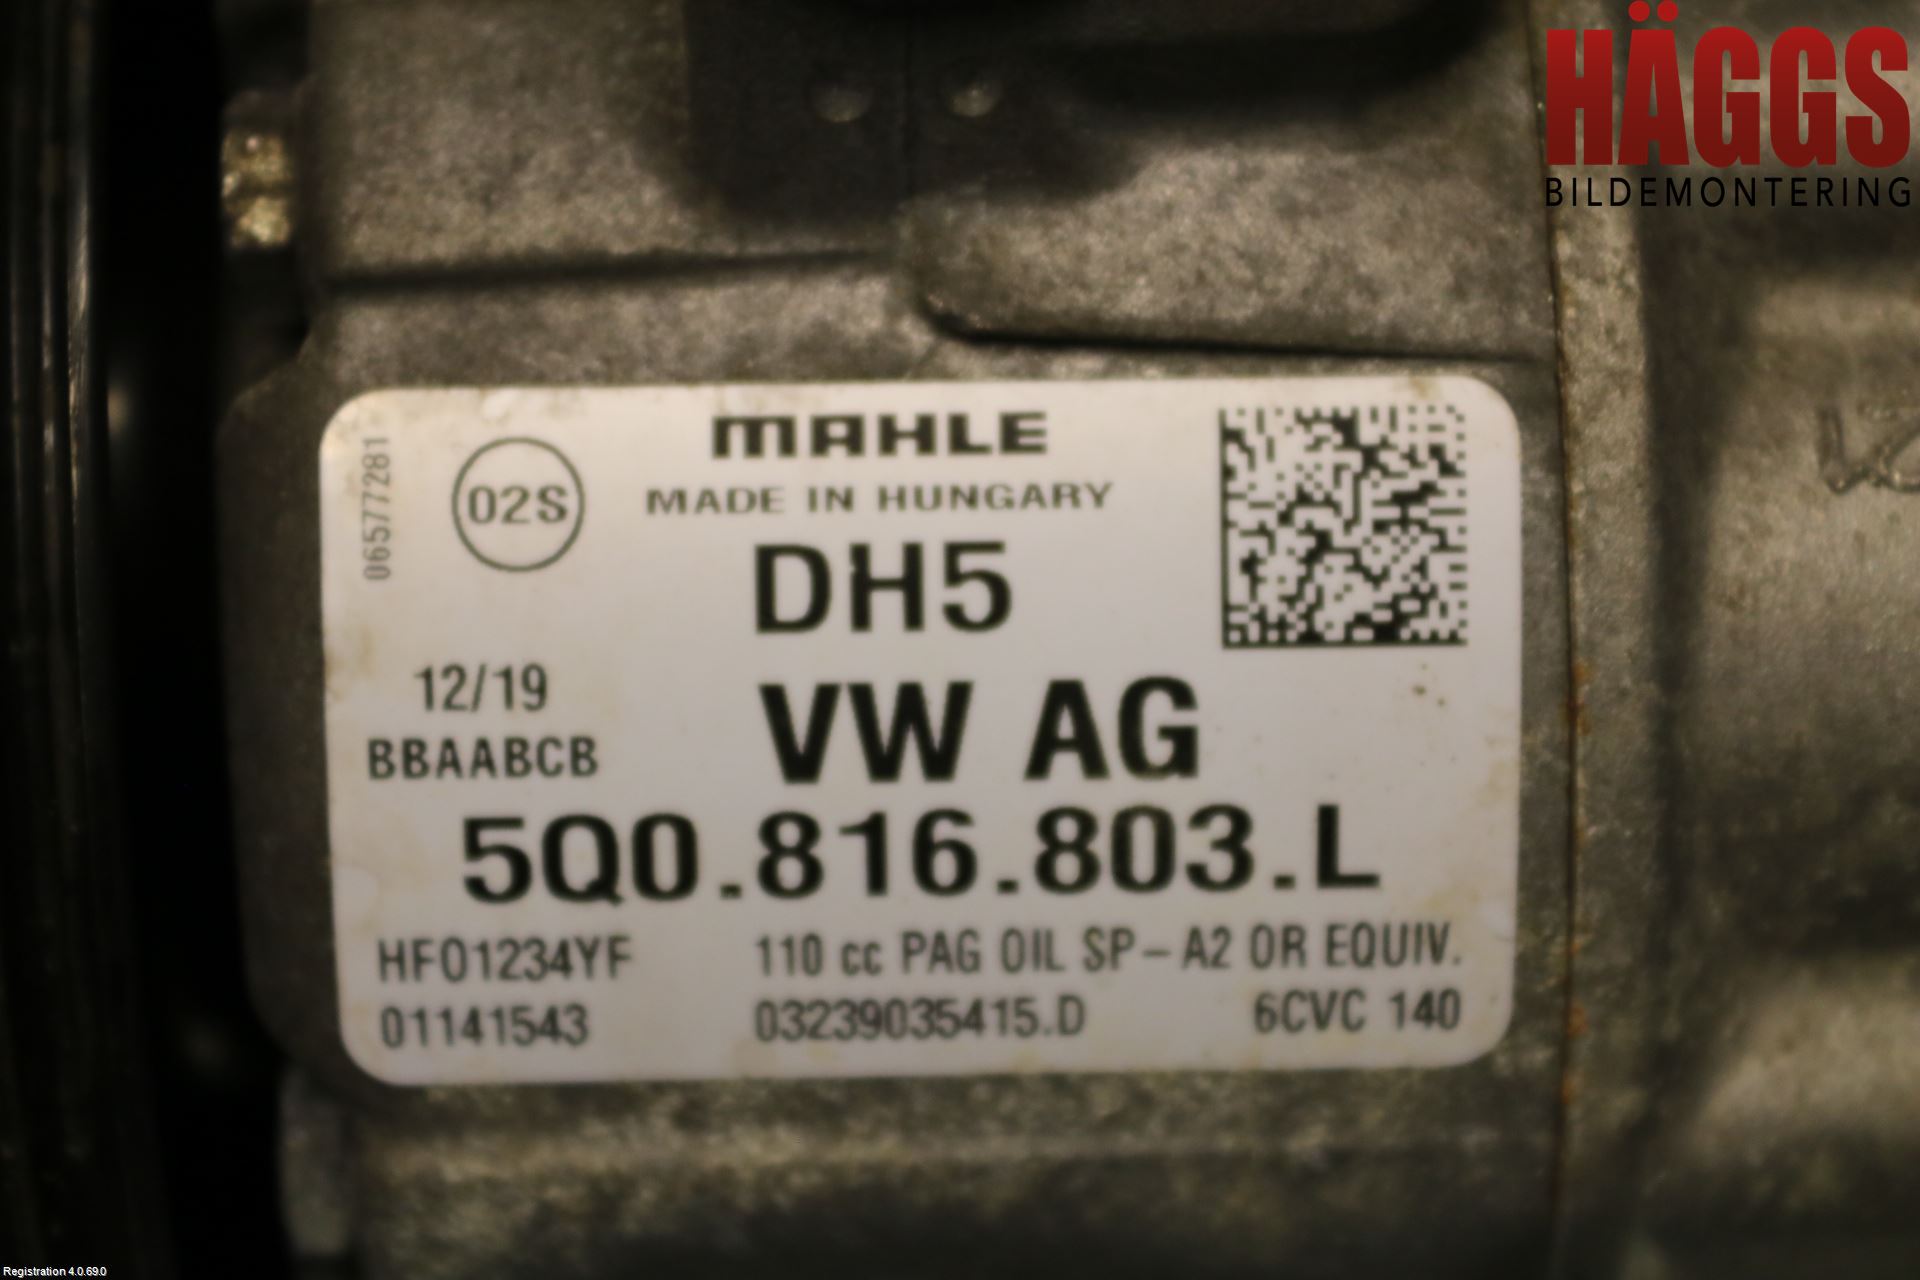 HÄGGS
BILDEMONTERING
06577281
02S
MAHLE
MADE IN HUNGARY
DH5
12/19
BBAABCB
VW AG
5Q0.816.803.L
HFO1234YF
110 cc PAG OIL SP-A2 OR EQUIV.
01141543
03239035415.D
6CVC 140
Registration 4.0.69.0